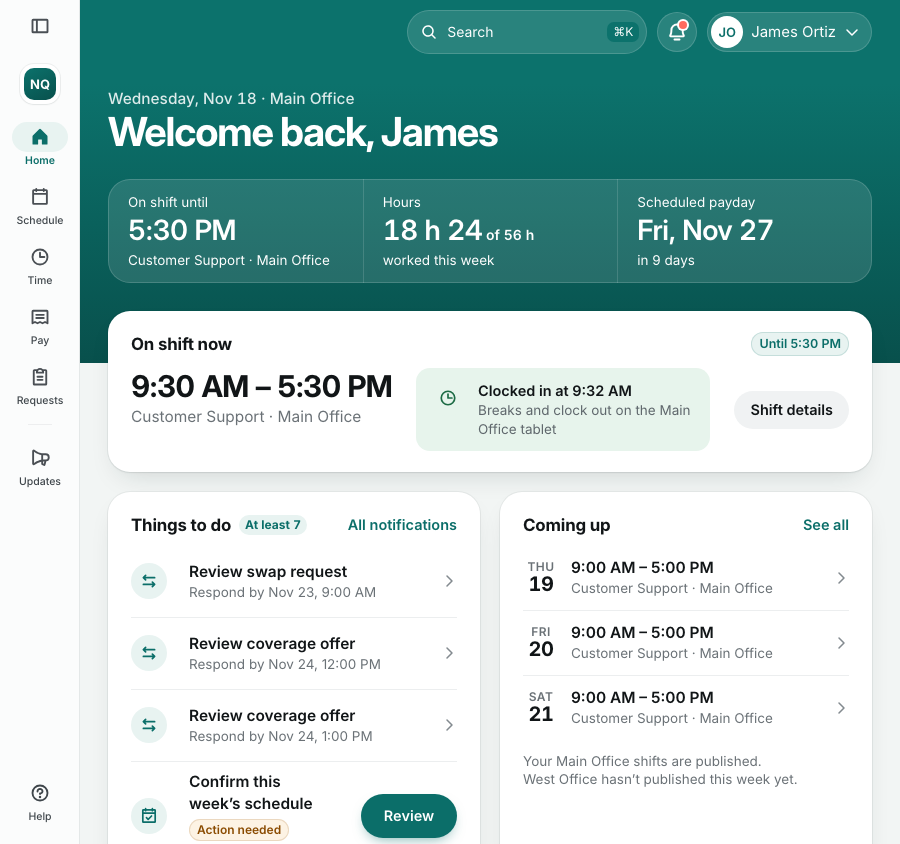 Search
⌘K
JO
James Ortiz
NQ
Home
Schedule
Time
Pay
Requests
Updates
Help
Wednesday, Nov 18 · Main Office
Welcome back, James
On shift until
5:30 PM
Customer Support · Main Office
Hours
18 h 24 of 56 h
worked this week
Scheduled payday
Fri, Nov 27
in 9 days
On shift now
Until 5:30 PM
9:30 AM – 5:30 PM
Customer Support · Main Office
Clocked in at 9:32 AM
Breaks and clock out on the Main
Office tablet
Shift details
Things to do
At least 7
All notifications
Review swap request
Respond by Nov 23, 9:00 AM
Review coverage offer
Respond by Nov 24, 12:00 PM
Review coverage offer
Respond by Nov 24, 1:00 PM
Confirm this
week’s schedule
Action needed
Review
Coming up
See all
THU
19
9:00 AM – 5:00 PM
Customer Support · Main Office
FRI
20
9:00 AM – 5:00 PM
Customer Support · Main Office
SAT
21
9:00 AM – 5:00 PM
Customer Support · Main Office
Your Main Office shifts are published.
West Office hasn’t published this week yet.